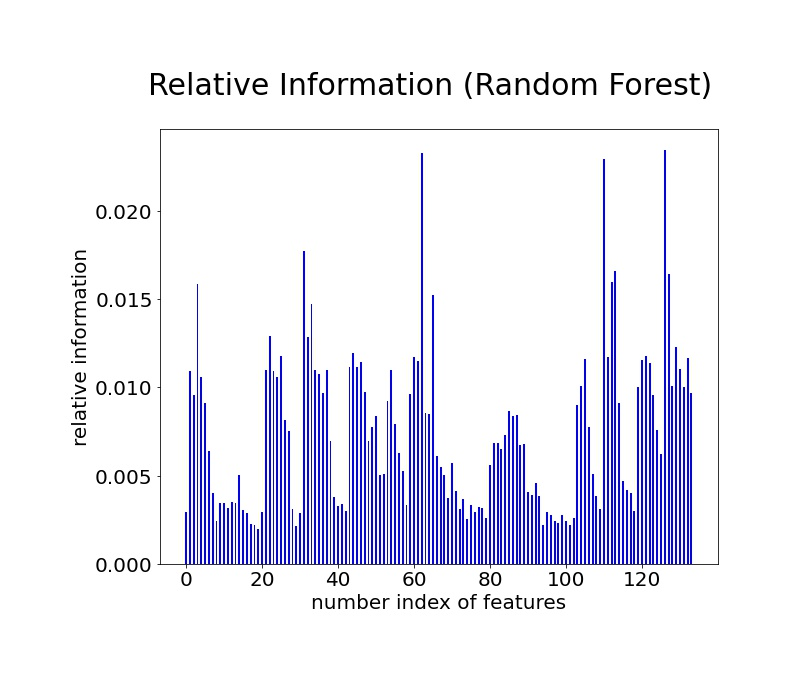 Relative Information (Random Forest)
0.020
0.015
0.010
0.005
0.000
relative information
0 20 40 60 80 100 120
number index of features